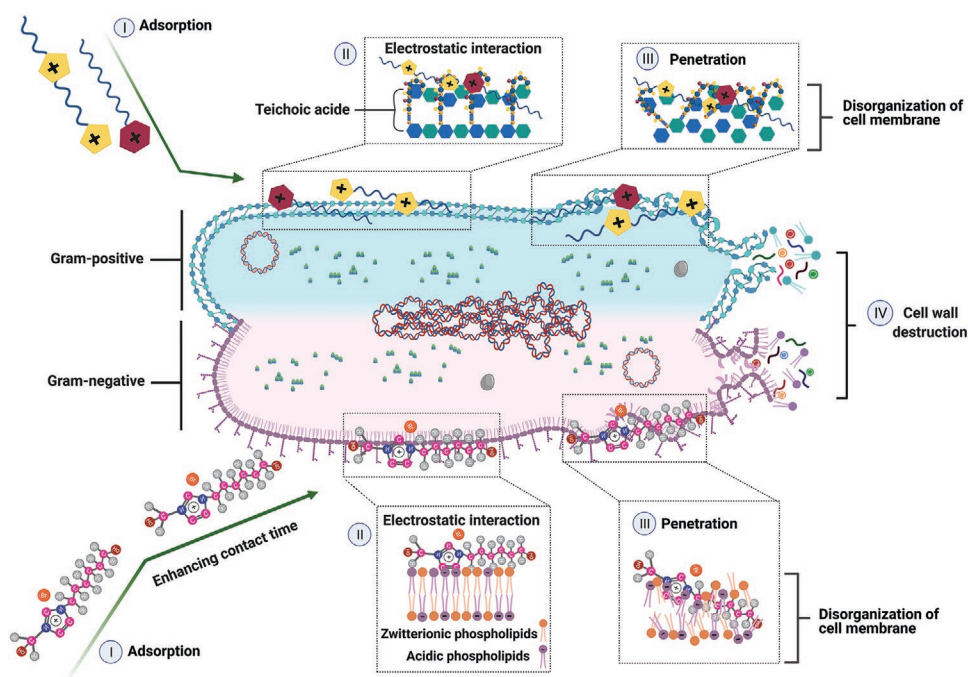 I Adsorption
II Electrostatic interaction
Teichoic acide
III Penetration
Disorganization of
cell membrane
Gram-positive
Gram-negative
IV Cell wall
destruction
Enhancing contact time
I Adsorption
II Electrostatic interaction
Zwitterionic phospholipids
Acidic phospholipids
III Penetration
Disorganization of
cell membrane